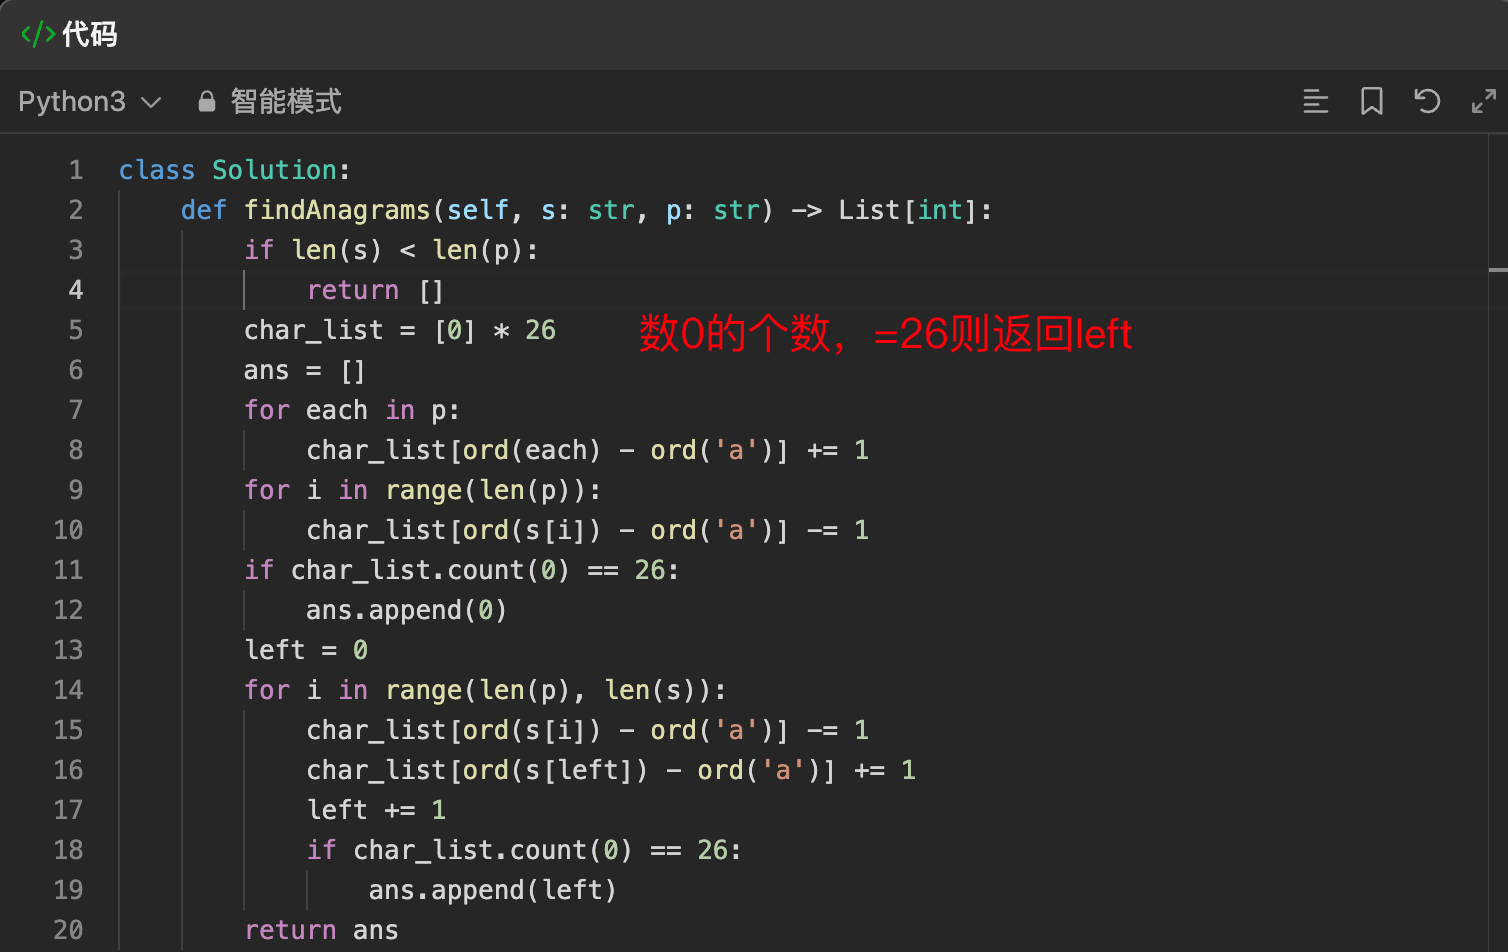 </> 代码
Python3 智能模式
1 class Solution:
2     def findAnagrams(self, s: str, p: str) -> List[int]:
3         if len(s) < len(p):
4             return []
5         char_list = [0] * 26 数0的个数，=26则返回left
6         ans = []
7         for each in p:
8             char_list[ord(each) - ord('a')] += 1
9         for i in range(len(p)):
10             char_list[ord(s[i]) - ord('a')] -= 1
11         if char_list.count(0) == 26:
12             ans.append(0)
13         left = 0
14         for i in range(len(p), len(s)):
15             char_list[ord(s[i]) - ord('a')] -= 1
16             char_list[ord(s[left]) - ord('a')] += 1
17             left += 1
18             if char_list.count(0) == 26:
19                 ans.append(left)
20         return ans